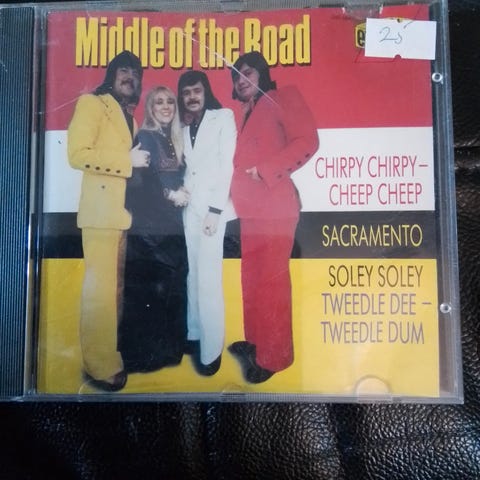 Middle of the Road
25
CHIRPY CHIRPY –
CHEEP CHEEP
SACRAMENTO
SOLEY SOLEY
TWEEDLE DEE –
TWEEDLE DUM